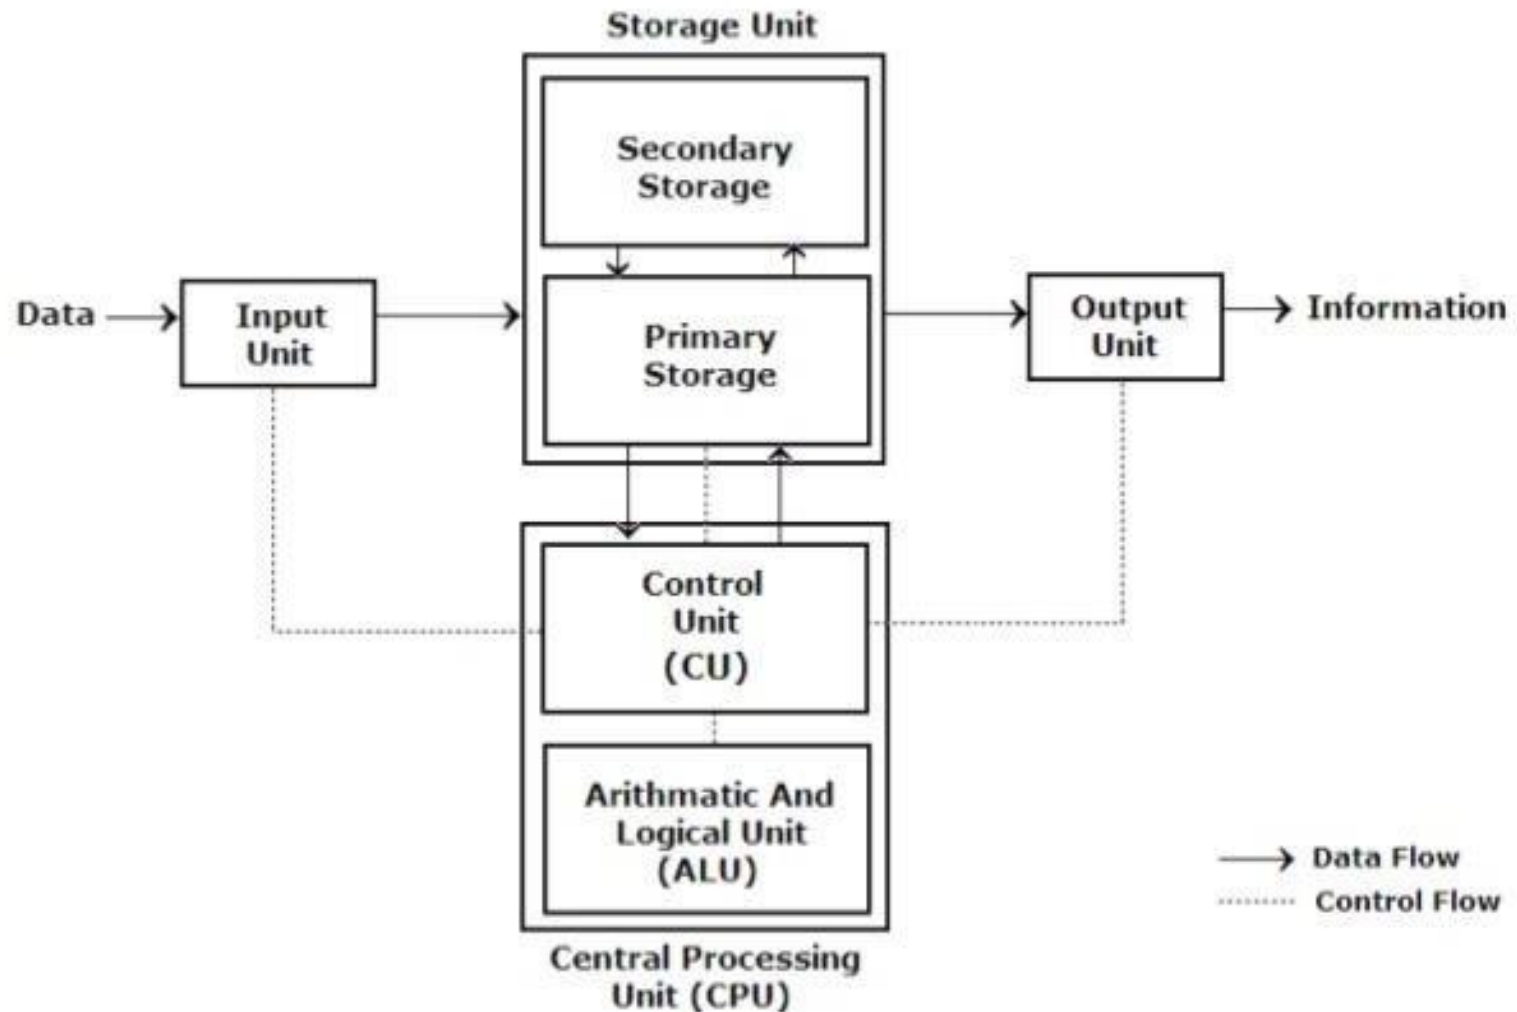 Storage Unit
Secondary
Storage
Data
Input
Unit
Primary
Storage
Output
Unit
Information
Control
Unit
(CU)
Arithmatic And
Logical Unit
(ALU)
Data Flow
Control Flow
Central Processing
Unit (CPU)